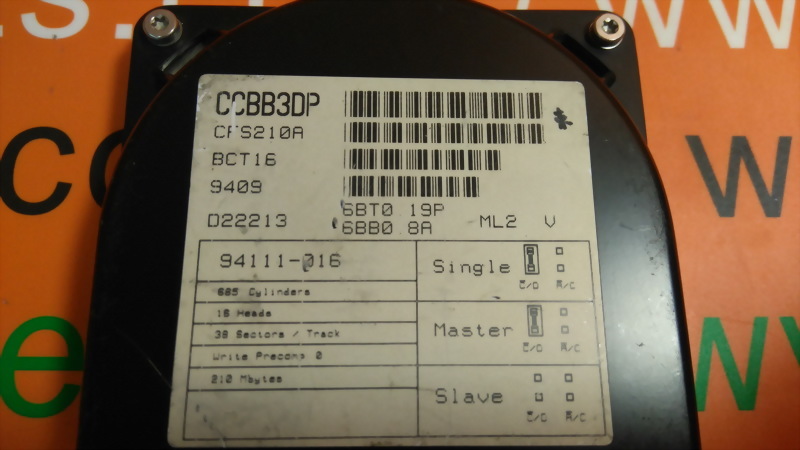 CCBB3DP
CFS210A
BCT16
9409
D22213 6BT0 19P ML2 V
6BB0 8A
94111-016
685 Cylinders
16 Heads
38 Sectors / Track
Write Precomp 0
210 Mbytes
Single
C/D A/C
Master
C/D A/C
Slave
C/D A/C